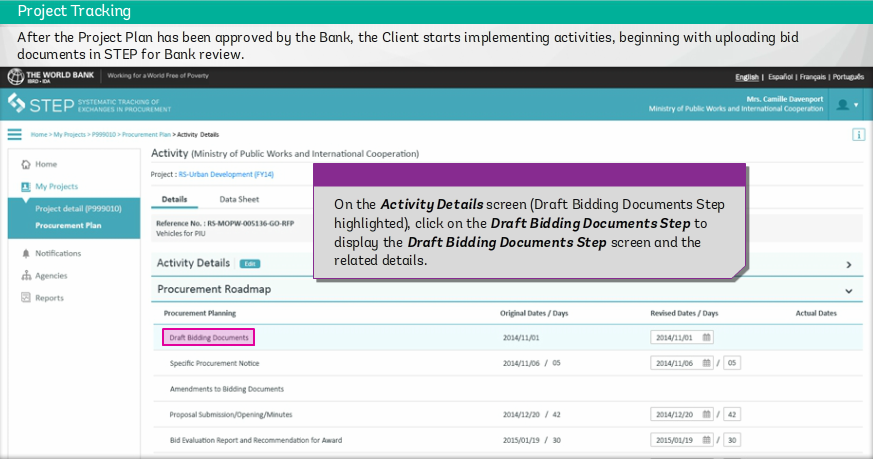 Project Tracking
After the Project Plan has been approved by the Bank, the Client starts implementing activities, beginning with uploading bid
documents in STEP for Bank review.
THE WORLD BANK
IBRD • IDA
Working for a World Free of Poverty
English | Español | Français | Português
STEP
SYSTEMATIC TRACKING OF
EXCHANGES IN PROCUREMENT
Mrs. Camille Davenport
Ministry of Public Works and International Cooperation
Home > My Projects > P999010 > Procurement Plan > Activity Details
i
Home
My Projects
Project detail (P999010)
Procurement Plan
Notifications
Agencies
Reports
Activity (Ministry of Public Works and International Cooperation)
Project : RS-Urban Development (FY14)
Details Data Sheet
Reference No. : RS-MOPW-005136-GO-RFP
Vehicles for PIU
On the Activity Details screen (Draft Bidding Documents Step
highlighted), click on the Draft Bidding Documents Step to
display the Draft Bidding Documents Step screen and the
related details.
Activity Details Edit
Procurement Roadmap
Procurement Planning Original Dates / Days Revised Dates / Days Actual Dates
Draft Bidding Documents 2014/11/01 2014/11/01
Specific Procurement Notice 2014/11/06 / 05 2014/11/06 / 05
Amendments to Bidding Documents
Proposal Submission/Opening/Minutes 2014/12/20 / 42 2014/12/20 / 42
Bid Evaluation Report and Recommendation for Award 2015/01/19 / 30 2015/01/19 / 30